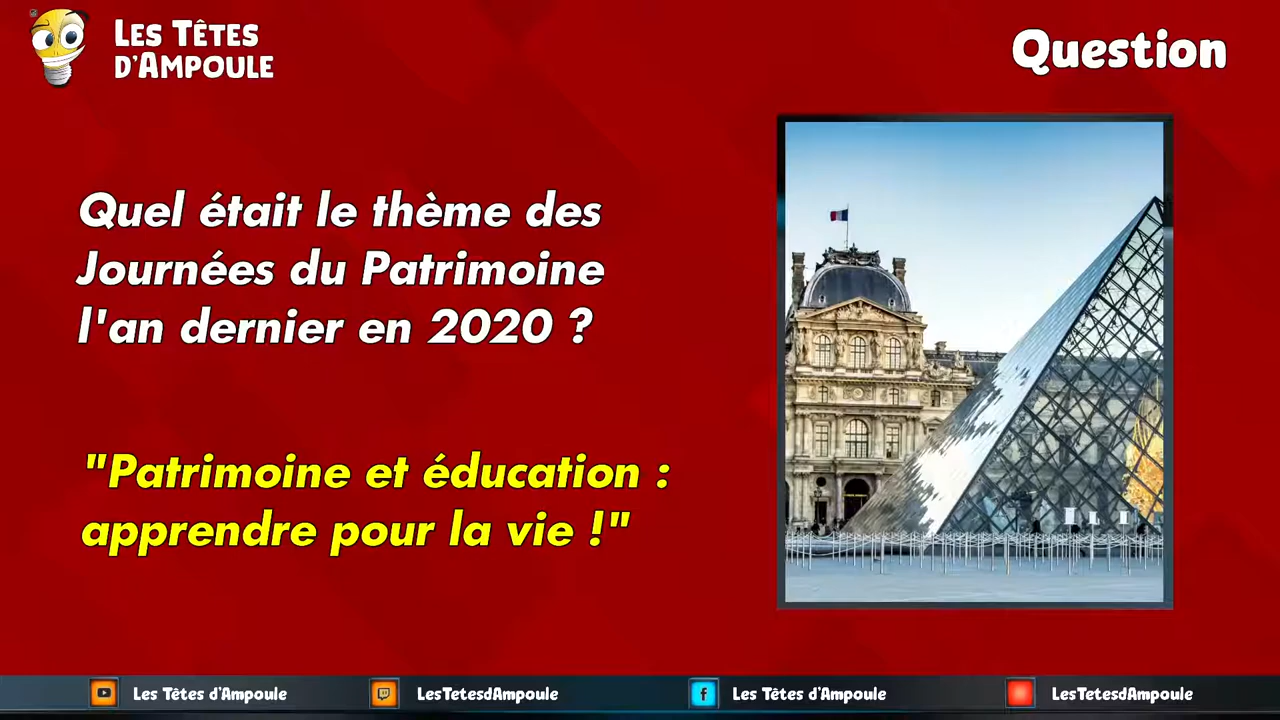 LES TÊTES
D'AMPOULE
Question
Quel était le thème des
Journées du Patrimoine
l'an dernier en 2020 ?
"Patrimoine et éducation :
apprendre pour la vie !"
Les Têtes d'Ampoule
LesTetesdAmpoule
Les Têtes d'Ampoule
LesTetesdAmpoule